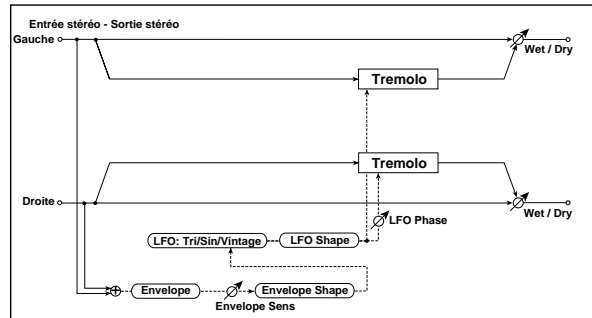 Entrée stéréo - Sortie stéréo
Gauche
Wet / Dry
Tremolo
Tremolo
Droite
Wet / Dry
LFO Phase
LFO: Tri/Sin/Vintage
LFO Shape
Envelope
Envelope Shape
Envelope Sens